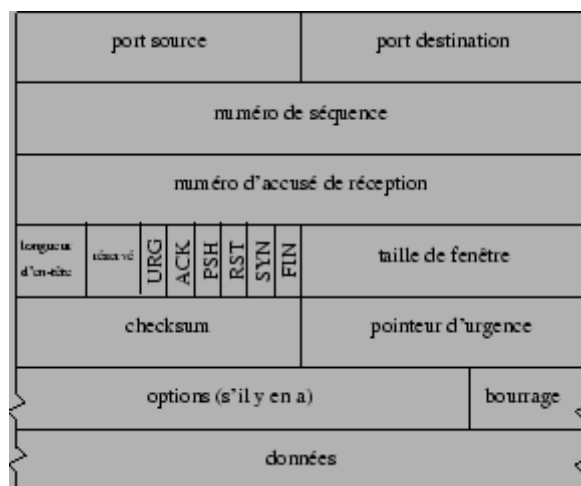 port source
port destination
numéro de séquence
numéro d'accusé de réception
longueur
d'en-tête
réservé
URG
ACK
PSH
RST
SYN
FIN
taille de fenêtre
checksum
pointeur d'urgence
options (s'il y en a)
bourrage
données